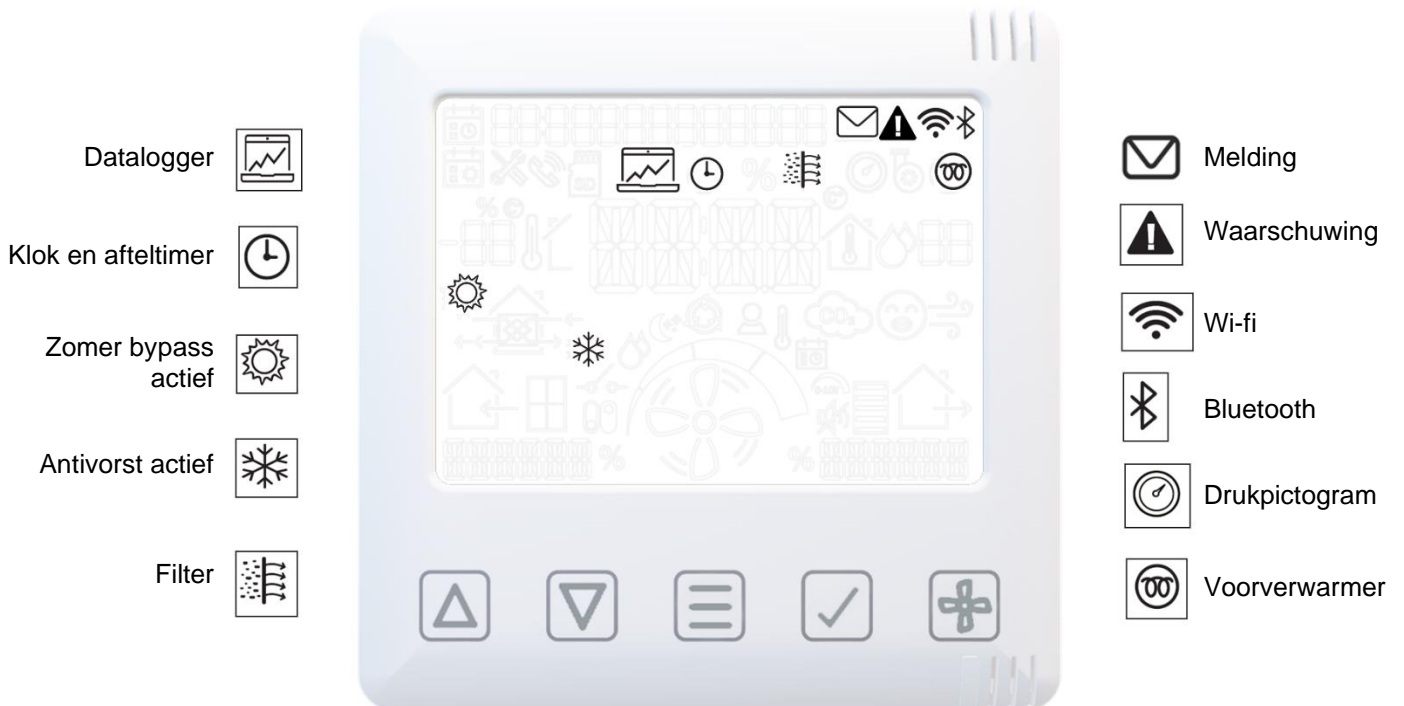 Datalogger
Klok en afteltimer
Zomer bypass
actief
Antivorst actief
Filter
%
%
%
%
Melding
Waarschuwing
Wi-fi
Bluetooth
Drukpictogram
Voorverwarmer